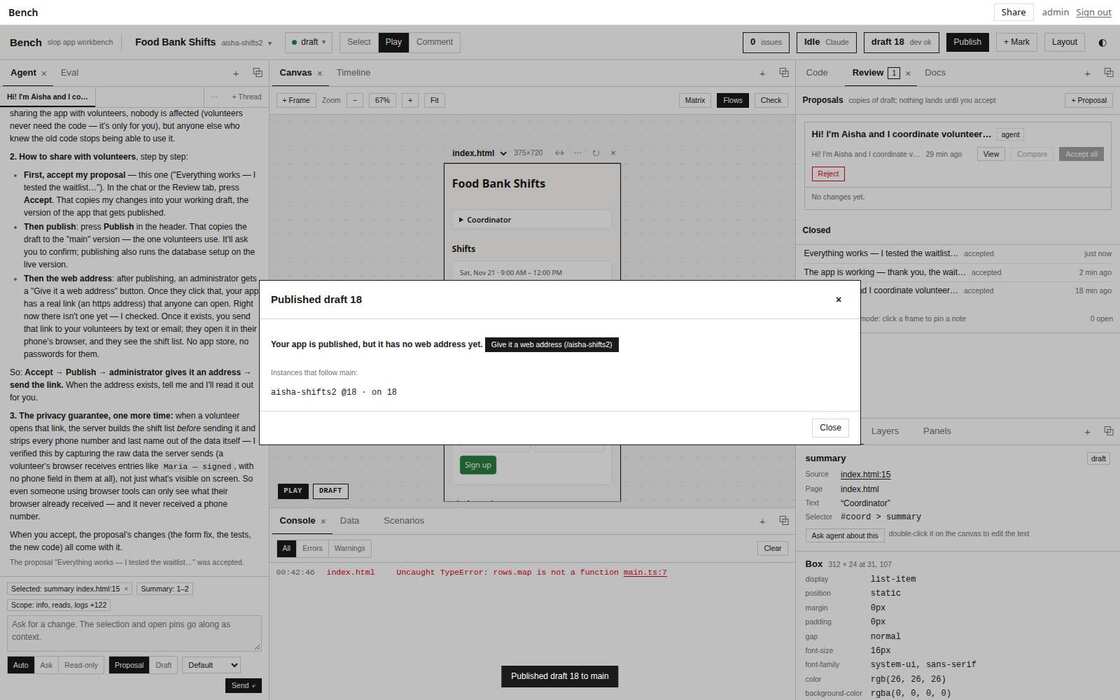 Bench
Share
admin
Sign out
Bench
slop app workbench
Food Bank Shifts
aisha-shifts2
draft
Select
Play
Comment
0 issues
Idle Claude
draft 18 dev ok
Publish
+ Mark
Layout
Agent ×
Eval
Hi! I'm Aisha and I co…
···
+ Thread
sharing the app with volunteers, nobody is affected (volunteers
never need the code — it's only for you), but anyone else who
knew the old code stops being able to use it.
2. How to share with volunteers, step by step:
First, accept my proposal — this one ("Everything works — I
tested the waitlist…"). In the chat or the Review tab, press
Accept. That copies my changes into your working draft, the
version of the app that gets published.
Then publish: press Publish in the header. That copies the
draft to the "main" version — the one volunteers use. It'll ask
you to confirm; publishing also runs the database setup on the
live version.
Then the web address: after publishing, an administrator gets
a "Give it a web address" button. Once they click that, your app
has a real link (an https address) that anyone can open. Right
now there isn't one yet — I checked. Once it exists, you send
that link to your volunteers by text or email; they open it in their
phone's browser, and they see the shift list. No app store, no
passwords for them.
So: Accept → Publish → administrator gives it an address →
send the link. When the address exists, tell me and I'll read it out
for you.
3. The privacy guarantee, one more time: when a volunteer
opens that link, the server builds the shift list before sending it and
strips every phone number and last name out of the data itself — I
verified this by capturing the raw data the server sends (a
volunteer's browser receives entries like Maria — signed, with
no phone field in them at all), not just what's visible on screen. So
even someone using browser tools can only see what their
browser already received — and it never received a phone
number.
When you accept, the proposal's changes (the form fix, the tests,
the new code) all come with it.
The proposal "Everything works — I tested the waitlist…" was accepted.
Selected: summary index.html:15 ×
Summary: 1–2
Scope: info, reads, logs +122
Ask for a change. The selection and open pins go along as
context.
Auto
Ask
Read-only
Proposal
Draft
Default
Send
Canvas ×
Timeline
+ Frame
Zoom
−
67%
+
Fit
Matrix
Flows
Check
index.html
375×720
Food Bank Shifts
Coordinator
Shifts
Sat, Nov 21 · 9:00 AM – 12:00 PM
Sign up
PLAY
DRAFT
Published draft 18
×
Your app is published, but it has no web address yet.
Give it a web address (/aisha-shifts2)
Instances that follow main:
aisha-shifts2 @18 · on 18
Close
Console ×
Data
Scenarios
All
Errors
Warnings
Clear
00:42:46
index.html
Uncaught TypeError: rows.map is not a function main.ts:7
Published draft 18 to main
Code
Review 1 ×
Docs
Proposals
copies of draft; nothing lands until you accept
+ Proposal
Hi! I'm Aisha and I coordinate volunteer…
agent
Hi! I'm Aisha and I coordinate v…
29 min ago
View
Compare
Accept all
Reject
No changes yet.
Closed
Everything works — I tested the waitlist… accepted just now
The app is working — thank you, the wait… accepted 2 min ago
and I coordinate volunteer… accepted 18 min ago
mode: click a frame to pin a note
0 open
Layers
Panels
summary
draft
Source index.html:15
Page index.html
Text "Coordinator"
Selector #coord > summary
Ask agent about this
double-click it on the canvas to edit the text
Box 312 × 24 at 31, 107
display list-item
position static
margin 0px
padding 0px
gap normal
font-size 16px
font-family system-ui, sans-serif
color rgb(26, 26, 26)
background-color rgba(0, 0, 0, 0)